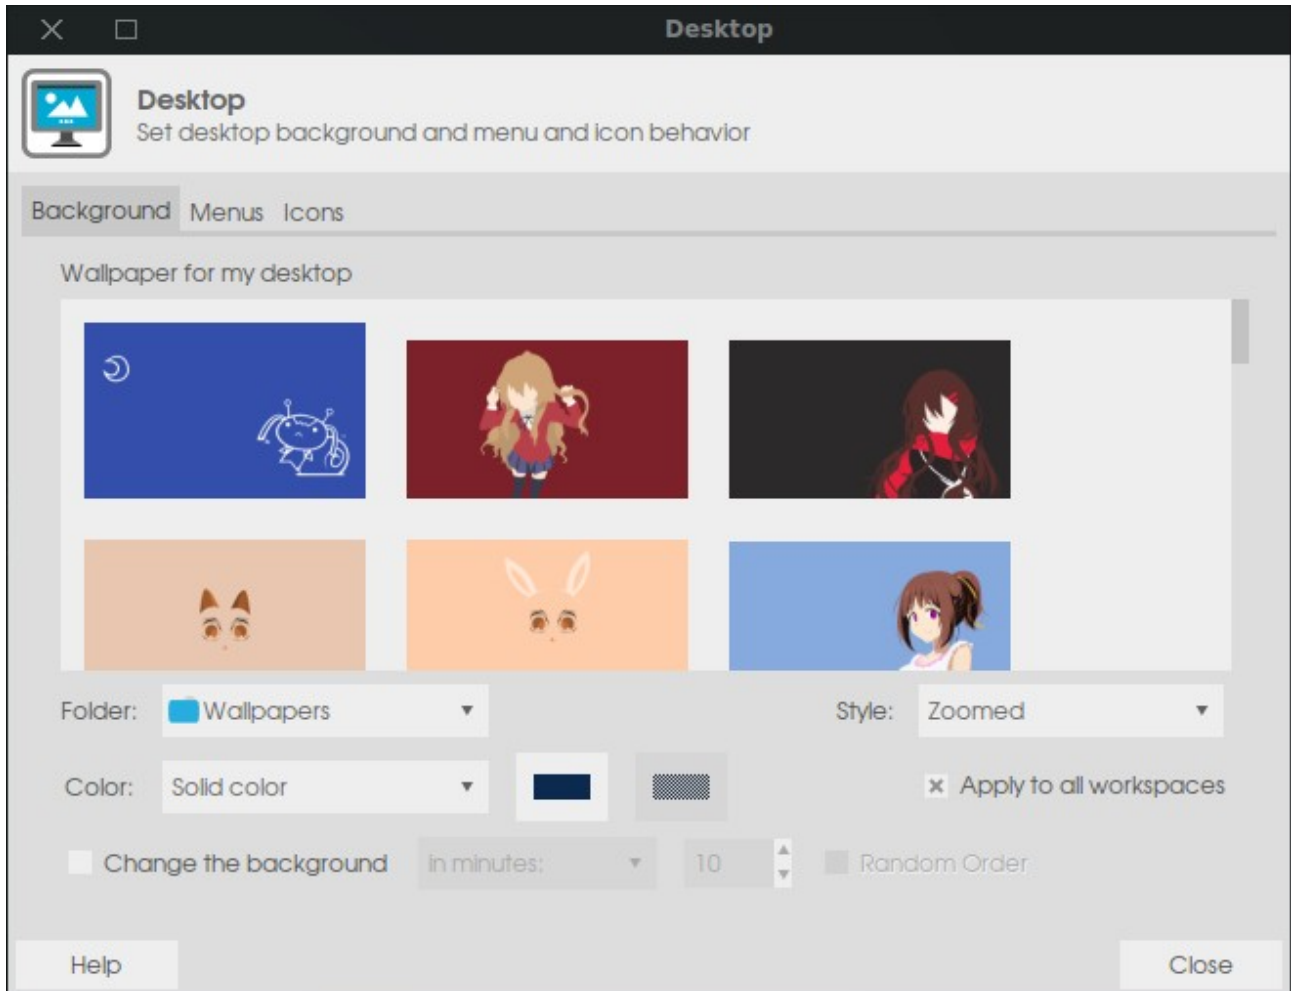 Desktop
Desktop
Set desktop background and menu and icon behavior
Background Menus Icons
Wallpaper for my desktop
Folder: Wallpapers Style: Zoomed
Color: Solid color Apply to all workspaces
Change the background in minutes: 10 Random Order
Help Close